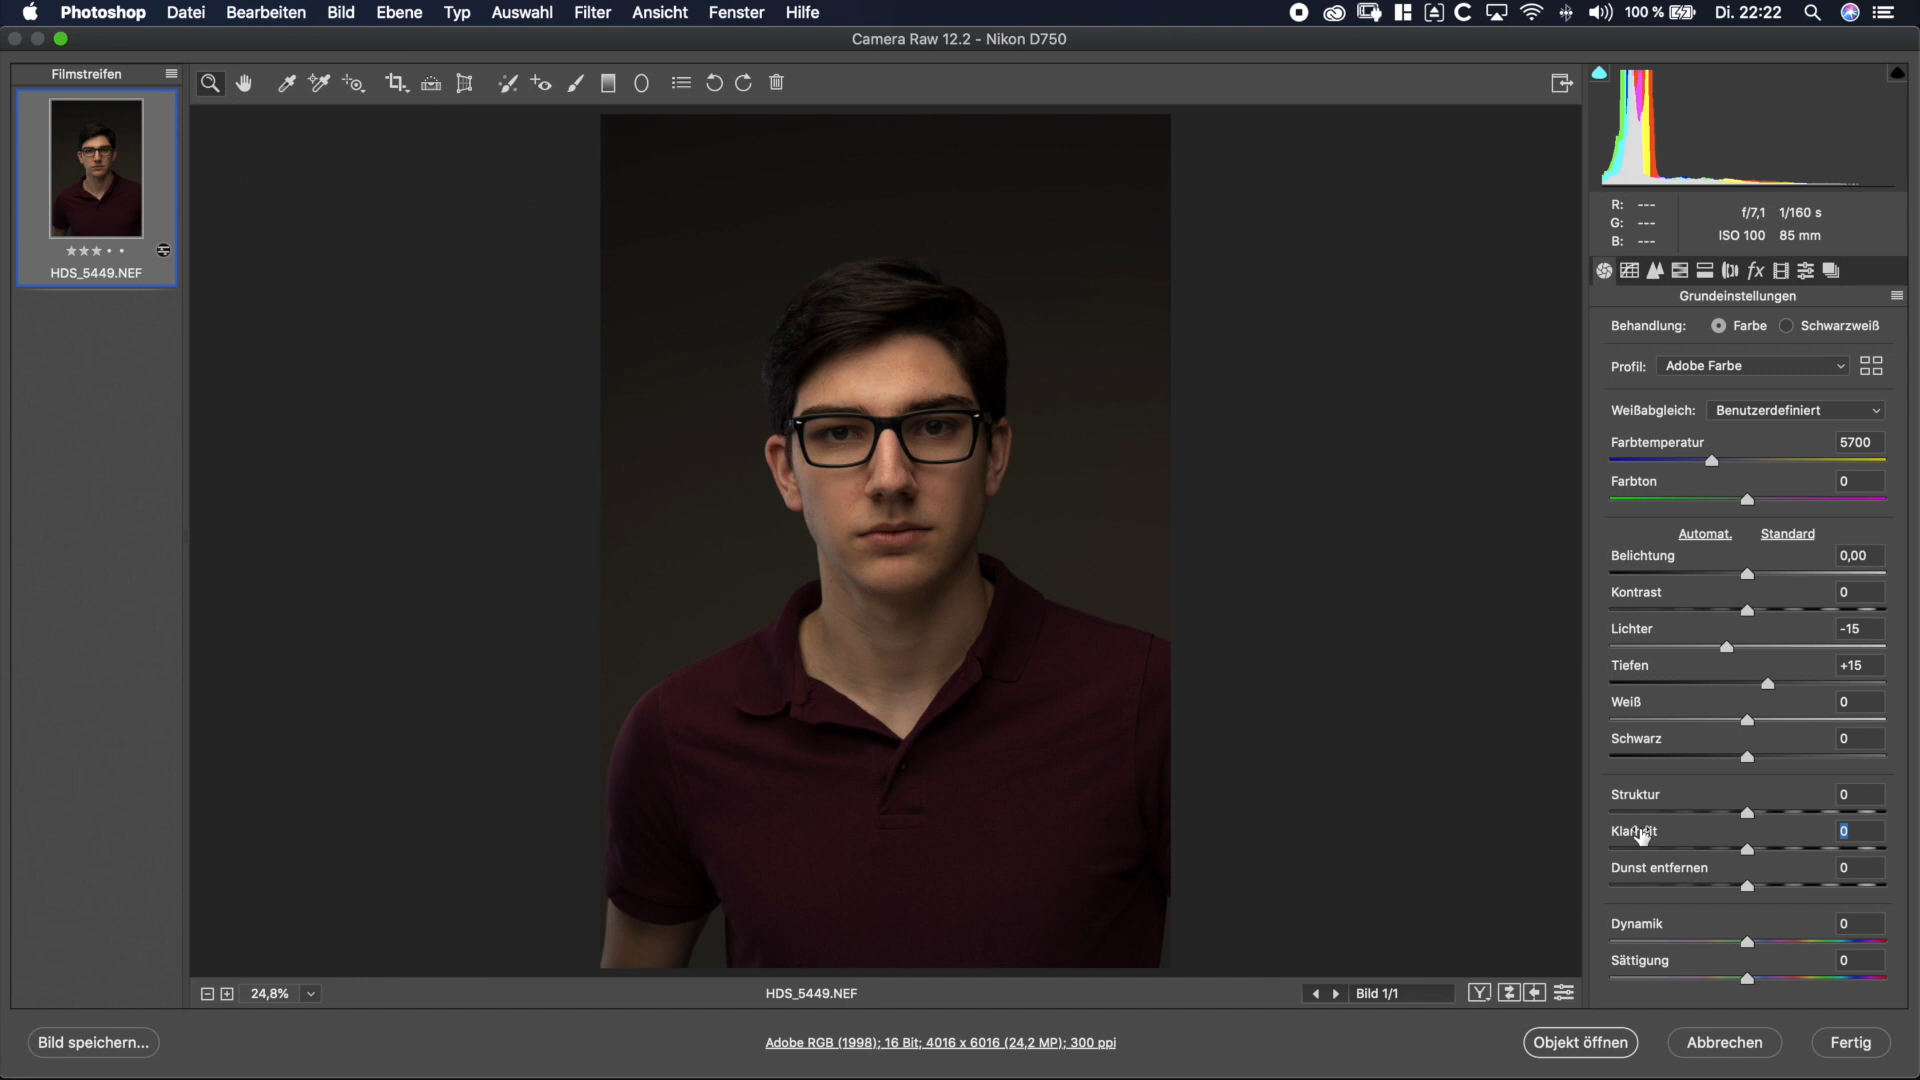 Photoshop Datei Bearbeiten Bild Ebene Typ Auswahl Filter Ansicht Fenster Hilfe 100 % Di. 22:22
Camera Raw 12.2 - Nikon D750
Filmstreifen
HDS_5449.NEF
R: ---
G: ---
B: ---
f/7,1 1/160 s
ISO 100 85 mm
Grundeinstellungen
Behandlung: Farbe Schwarzweiß
Profil: Adobe Farbe
Weißabgleich: Benutzerdefiniert
Farbtemperatur 5700
Farbton 0
Automat. Standard
Belichtung 0,00
Kontrast 0
Lichter -15
Tiefen +15
Weiß 0
Schwarz 0
Struktur 0
Klarheit 0
Dunst entfernen 0
Dynamik 0
Sättigung 0
24,8% HDS_5449.NEF Bild 1/1 Y
Bild speichern... Adobe RGB (1998); 16 Bit; 4016 x 6016 (24,2 MP); 300 ppi Objekt öffnen Abbrechen Fertig